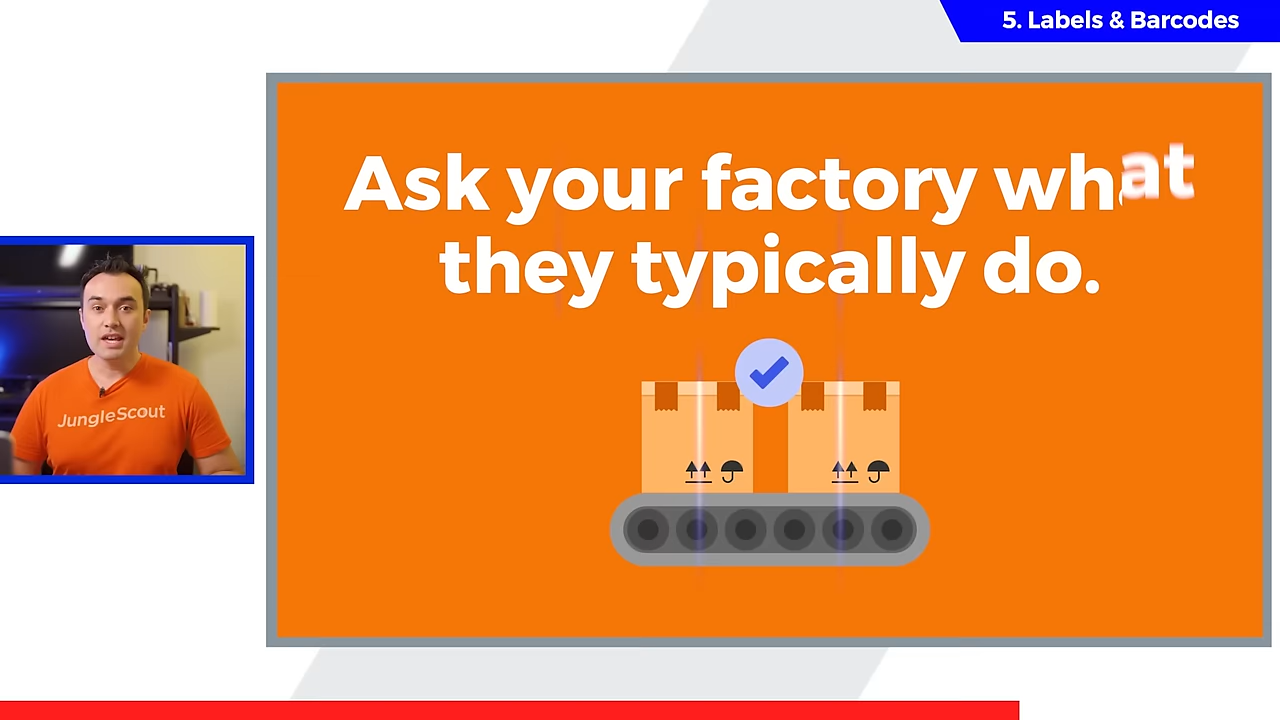 5. Labels & Barcodes
Ask your factory what
they typically do.
JungleScout